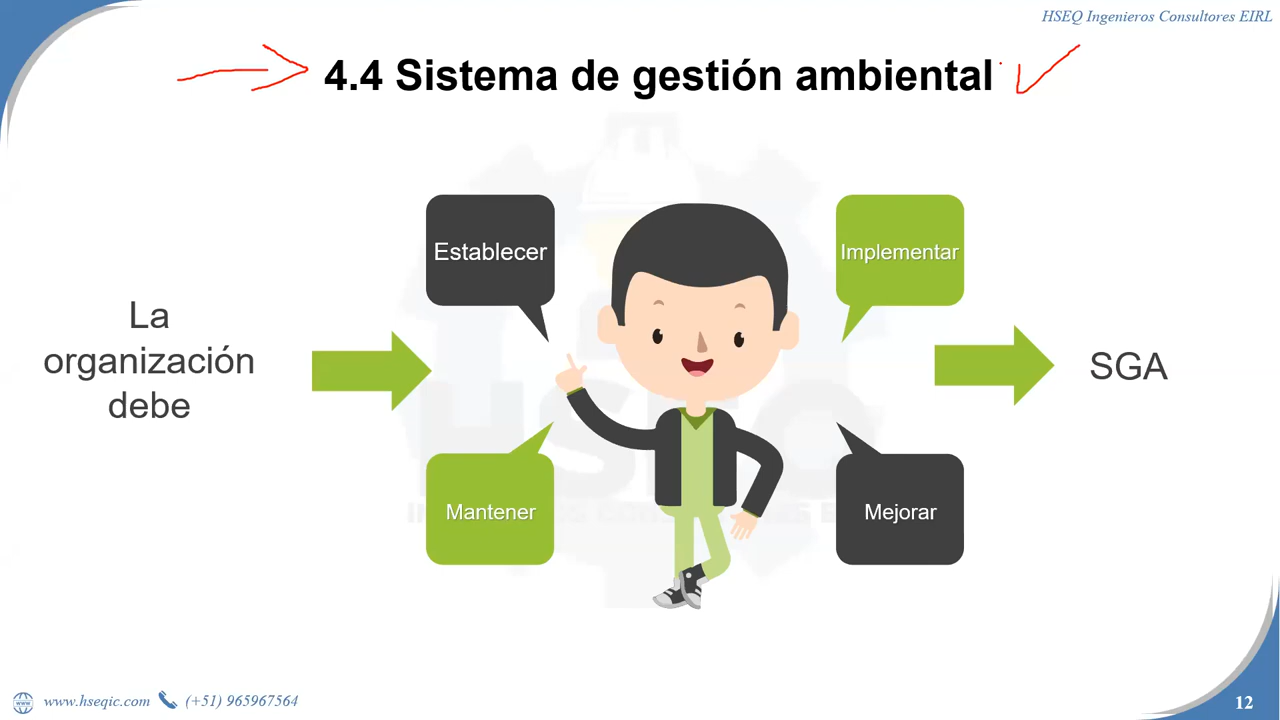 HSEQ Ingenieros Consultores EIRL
4.4 Sistema de gestión ambiental
Establecer
Implementar
La
organización
debe
SGA
Mantener
Mejorar
HSEQ
www.hseqic.com
(+51) 965967564
12